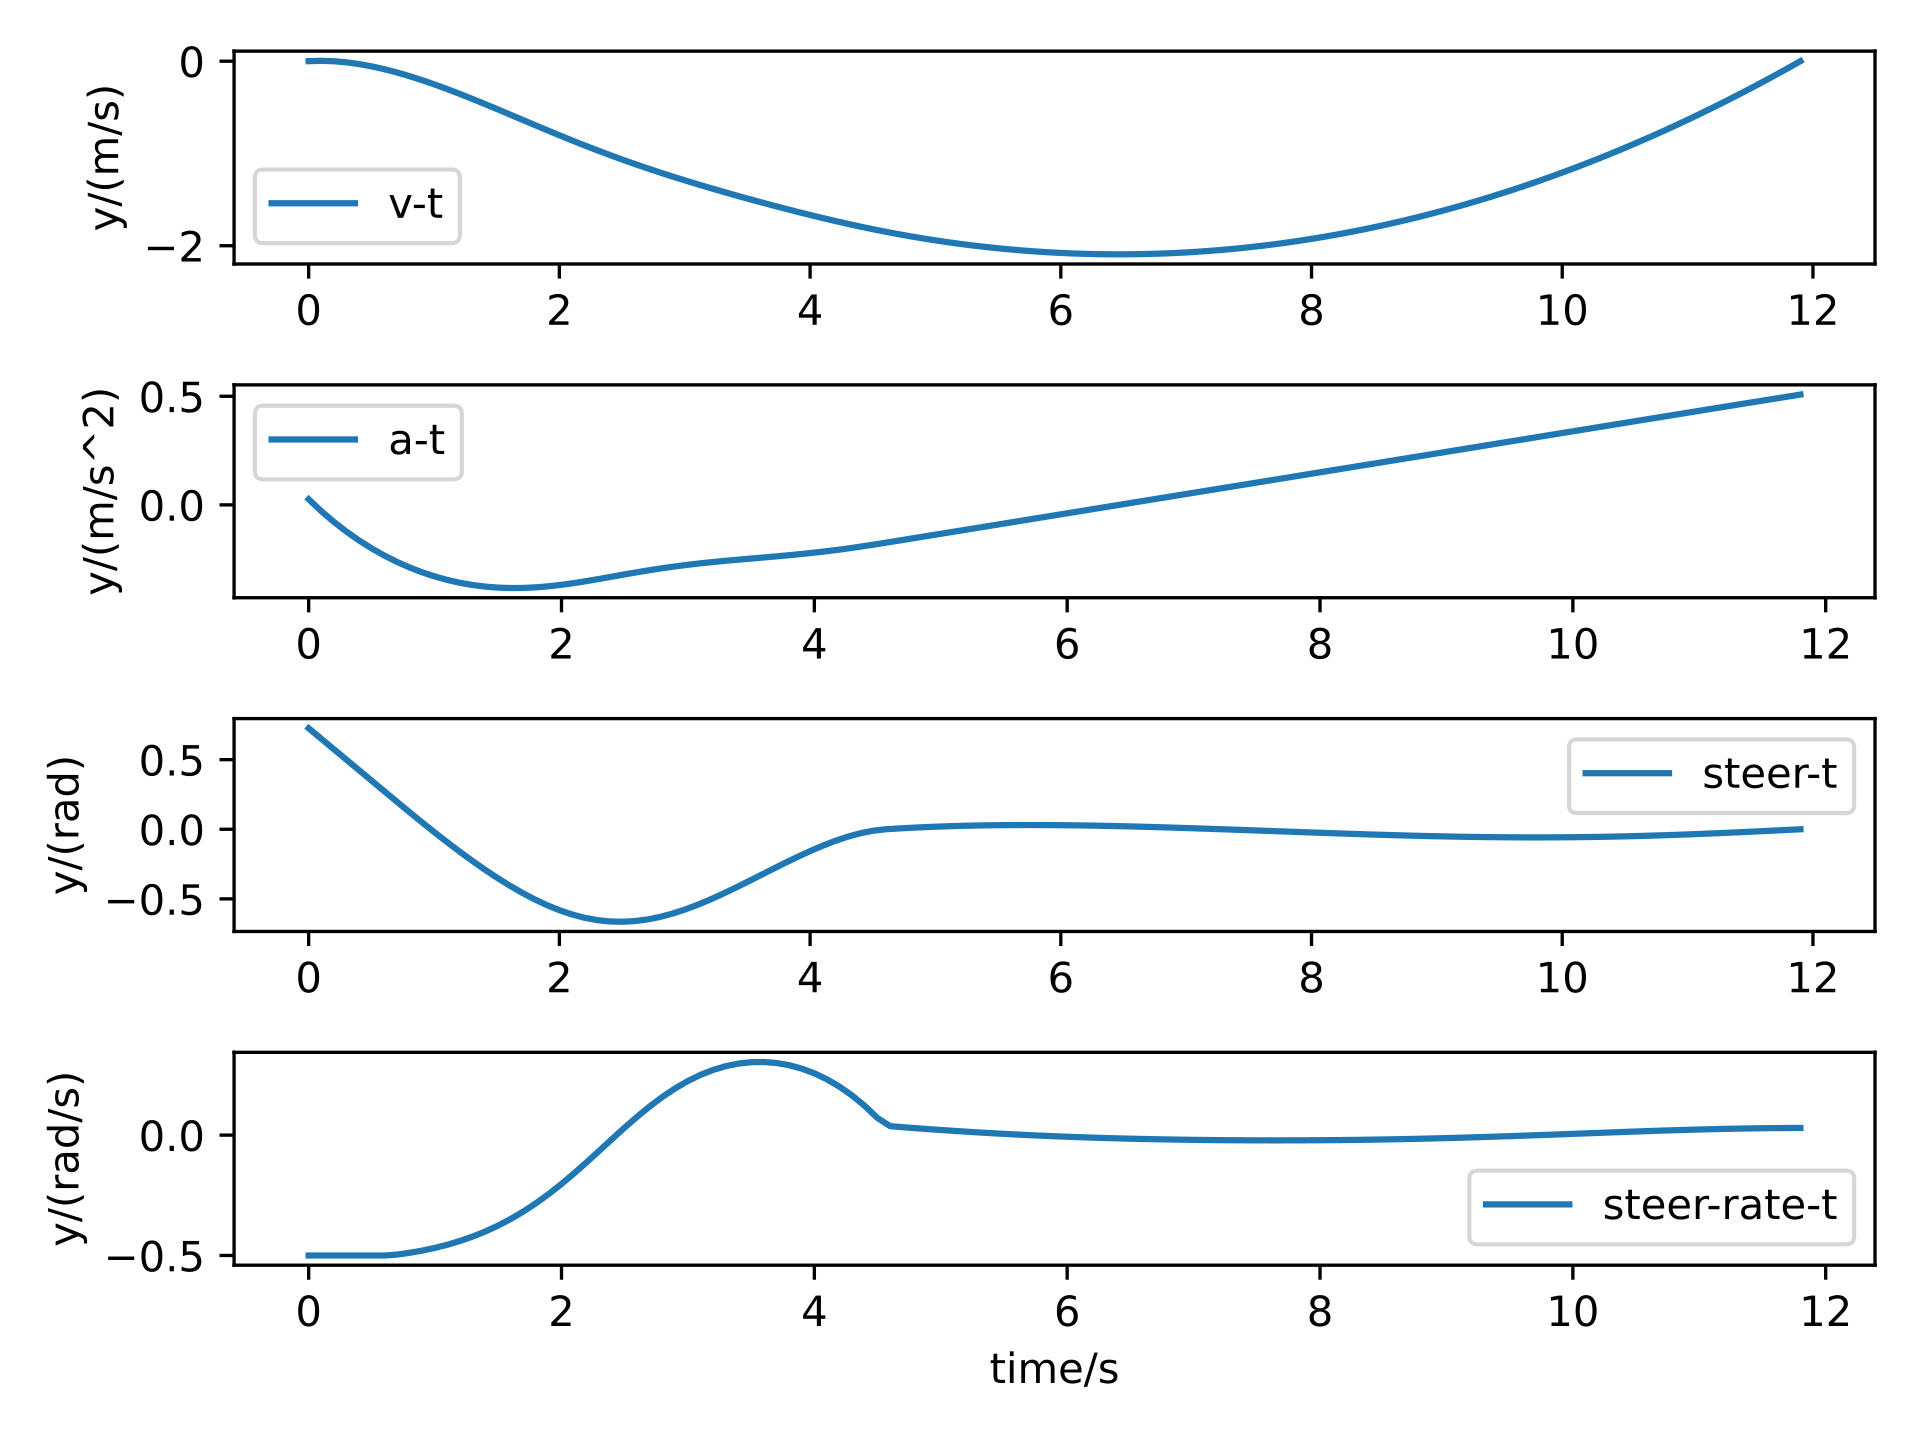 y/(m/s)
0
−2
v-t
0 2 4 6 8 10 12
y/(m/s^2)
0.5
0.0
a-t
0 2 4 6 8 10 12
y/(rad)
0.5
0.0
−0.5
steer-t
0 2 4 6 8 10 12
y/(rad/s)
0.0
−0.5
steer-rate-t
0 2 4 6 8 10 12
time/s